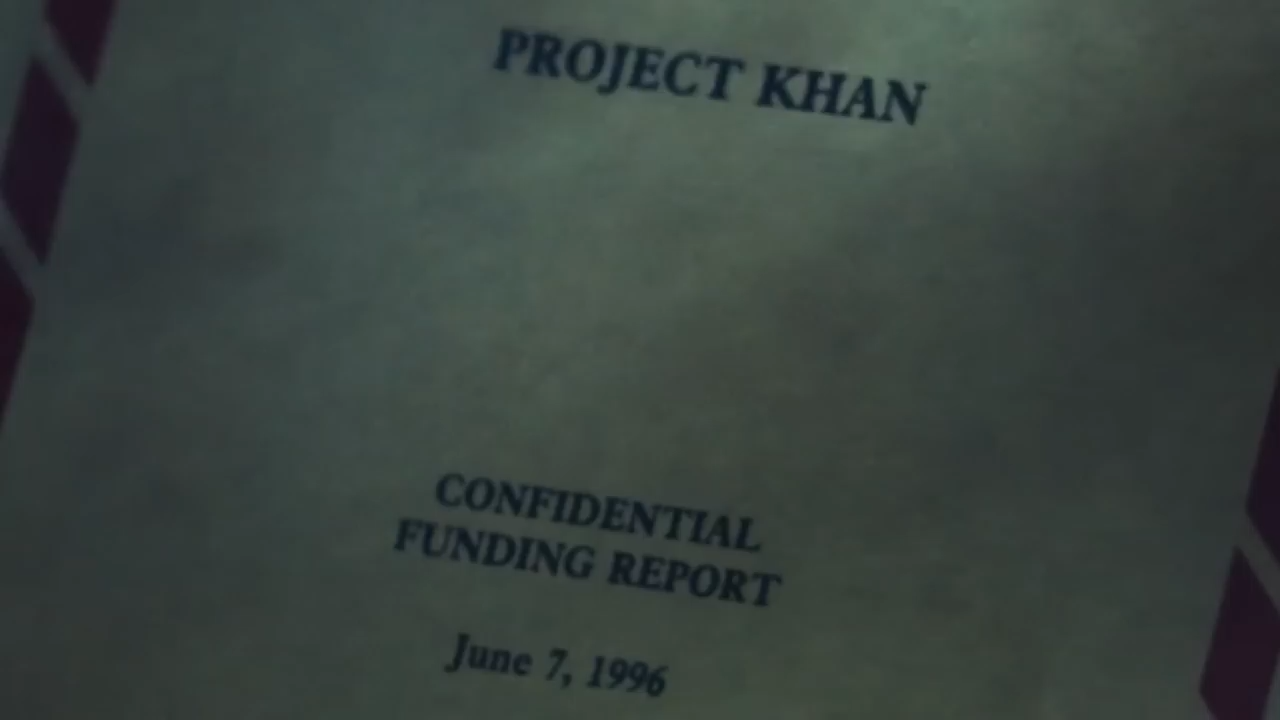 PROJECT KHAN
CONFIDENTIAL
FUNDING REPORT
June 7, 1996